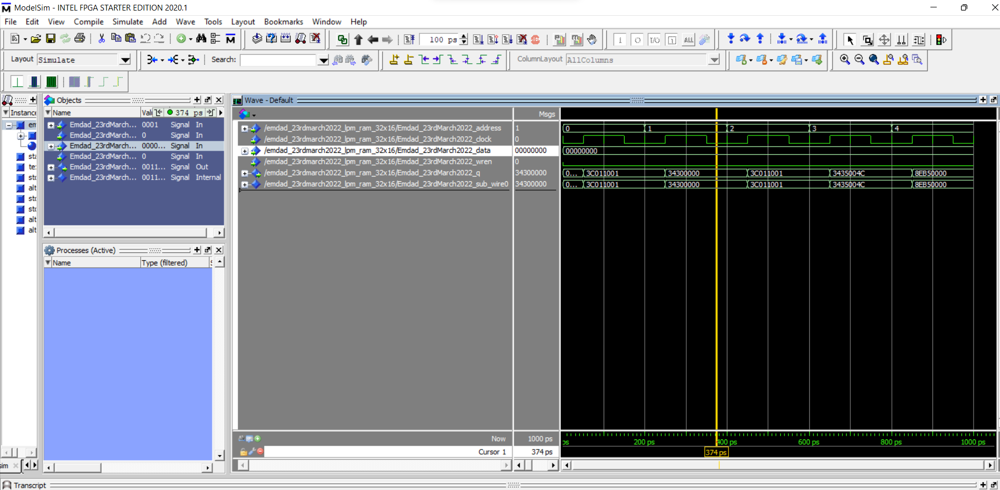 ModelSim - INTEL FPGA STARTER EDITION 2020.1
File Edit View Compile Simulate Add Wave Tools Layout Bookmarks Window Help
100 ps
ALL
Layout Simulate
Search:
ColumnLayout AllColumns
Instance
em
sta
te
std
alt
std
std
alt
alt
sim
Objects
Name Val 374 ps
Emdad_23rdMarch... 0001 Signal In
Emdad_23rdMarch... 0 Signal In
Emdad_23rdMarch... 0000... Signal In
Emdad_23rdMarch... 0 Signal In
Emdad_23rdMarch... 0011... Signal Out
Emdad_23rdMarch... 0011... Signal Internal
Processes (Active)
Name Type (filtered)
Wave - Default
Msgs
/emdad_23rdmarch2022_lpm_ram_32x16/Emdad_23rdMarch2022_address 1 0 1 2 3 4
/emdad_23rdmarch2022_lpm_ram_32x16/Emdad_23rdMarch2022_clock 0
/emdad_23rdmarch2022_lpm_ram_32x16/Emdad_23rdMarch2022_data 00000000 00000000
/emdad_23rdmarch2022_lpm_ram_32x16/Emdad_23rdMarch2022_wren 0
/emdad_23rdmarch2022_lpm_ram_32x16/Emdad_23rdMarch2022_q 34300000 0... 3C011001 34300000 3C011001 3435004C 8EB50000
/emdad_23rdmarch2022_lpm_ram_32x16/Emdad_23rdMarch2022_sub_wire0 34300000 0... 3C011001 34300000 3C011001 3435004C 8EB50000
Now 1000 ps ps 200 ps 400 ps 600 ps 800 ps 1000 ps
Cursor 1 374 ps 374 ps
Transcript